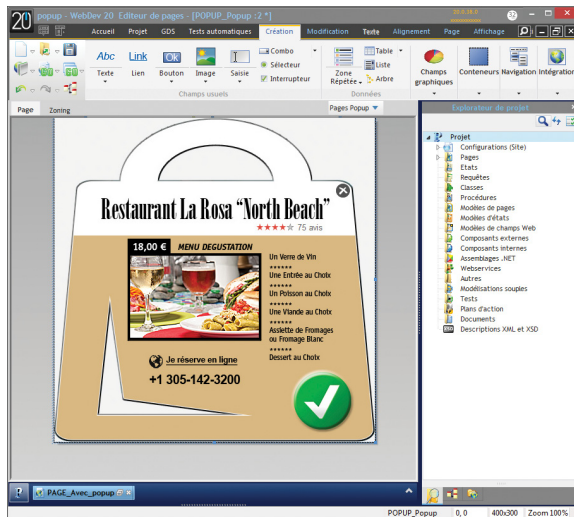 20 popup - WebDev 20 Editeur de pages - [POPUP_Popup :2 *]
32
Accueil Projet GDS Tests automatiques Création Modification Texte Alignement Page Affichage
Abc Link Ok
Texte Lien Bouton Image Saisie
Combo
Sélecteur
Interrupteur
Champs usuels
Zone
Répétée
Table
Liste
Arbre
Données
Champs
graphiques
Conteneurs Navigation Intégration
Page Zoning
Pages Popup
Restaurant La Rosa “North Beach”
75 avis
18,00 € MENU DEGUSTATION
Un Verre de Vin
******
Une Entrée au Choix
******
Un Poisson au Choix
******
Une Viande au Choix
******
Assiette de Fromages
ou Fromage Blanc
******
Dessert au Choix
Je réserve en ligne
+1 305-142-3200
Explorateur de projet
Projet
Configurations (Site)
Pages
Etats
Requêtes
Classes
Procédures
Modèles de pages
Modèles d'états
Modèles de champs Web
Composants externes
Composants internes
Assemblages .NET
Webservices
Autres
Modélisations souples
Tests
Plans d'action
Documents
XSD Descriptions XML et XSD
PAGE_Avec_popup
POPUP_Popup 0, 0 400x300 Zoom 100%